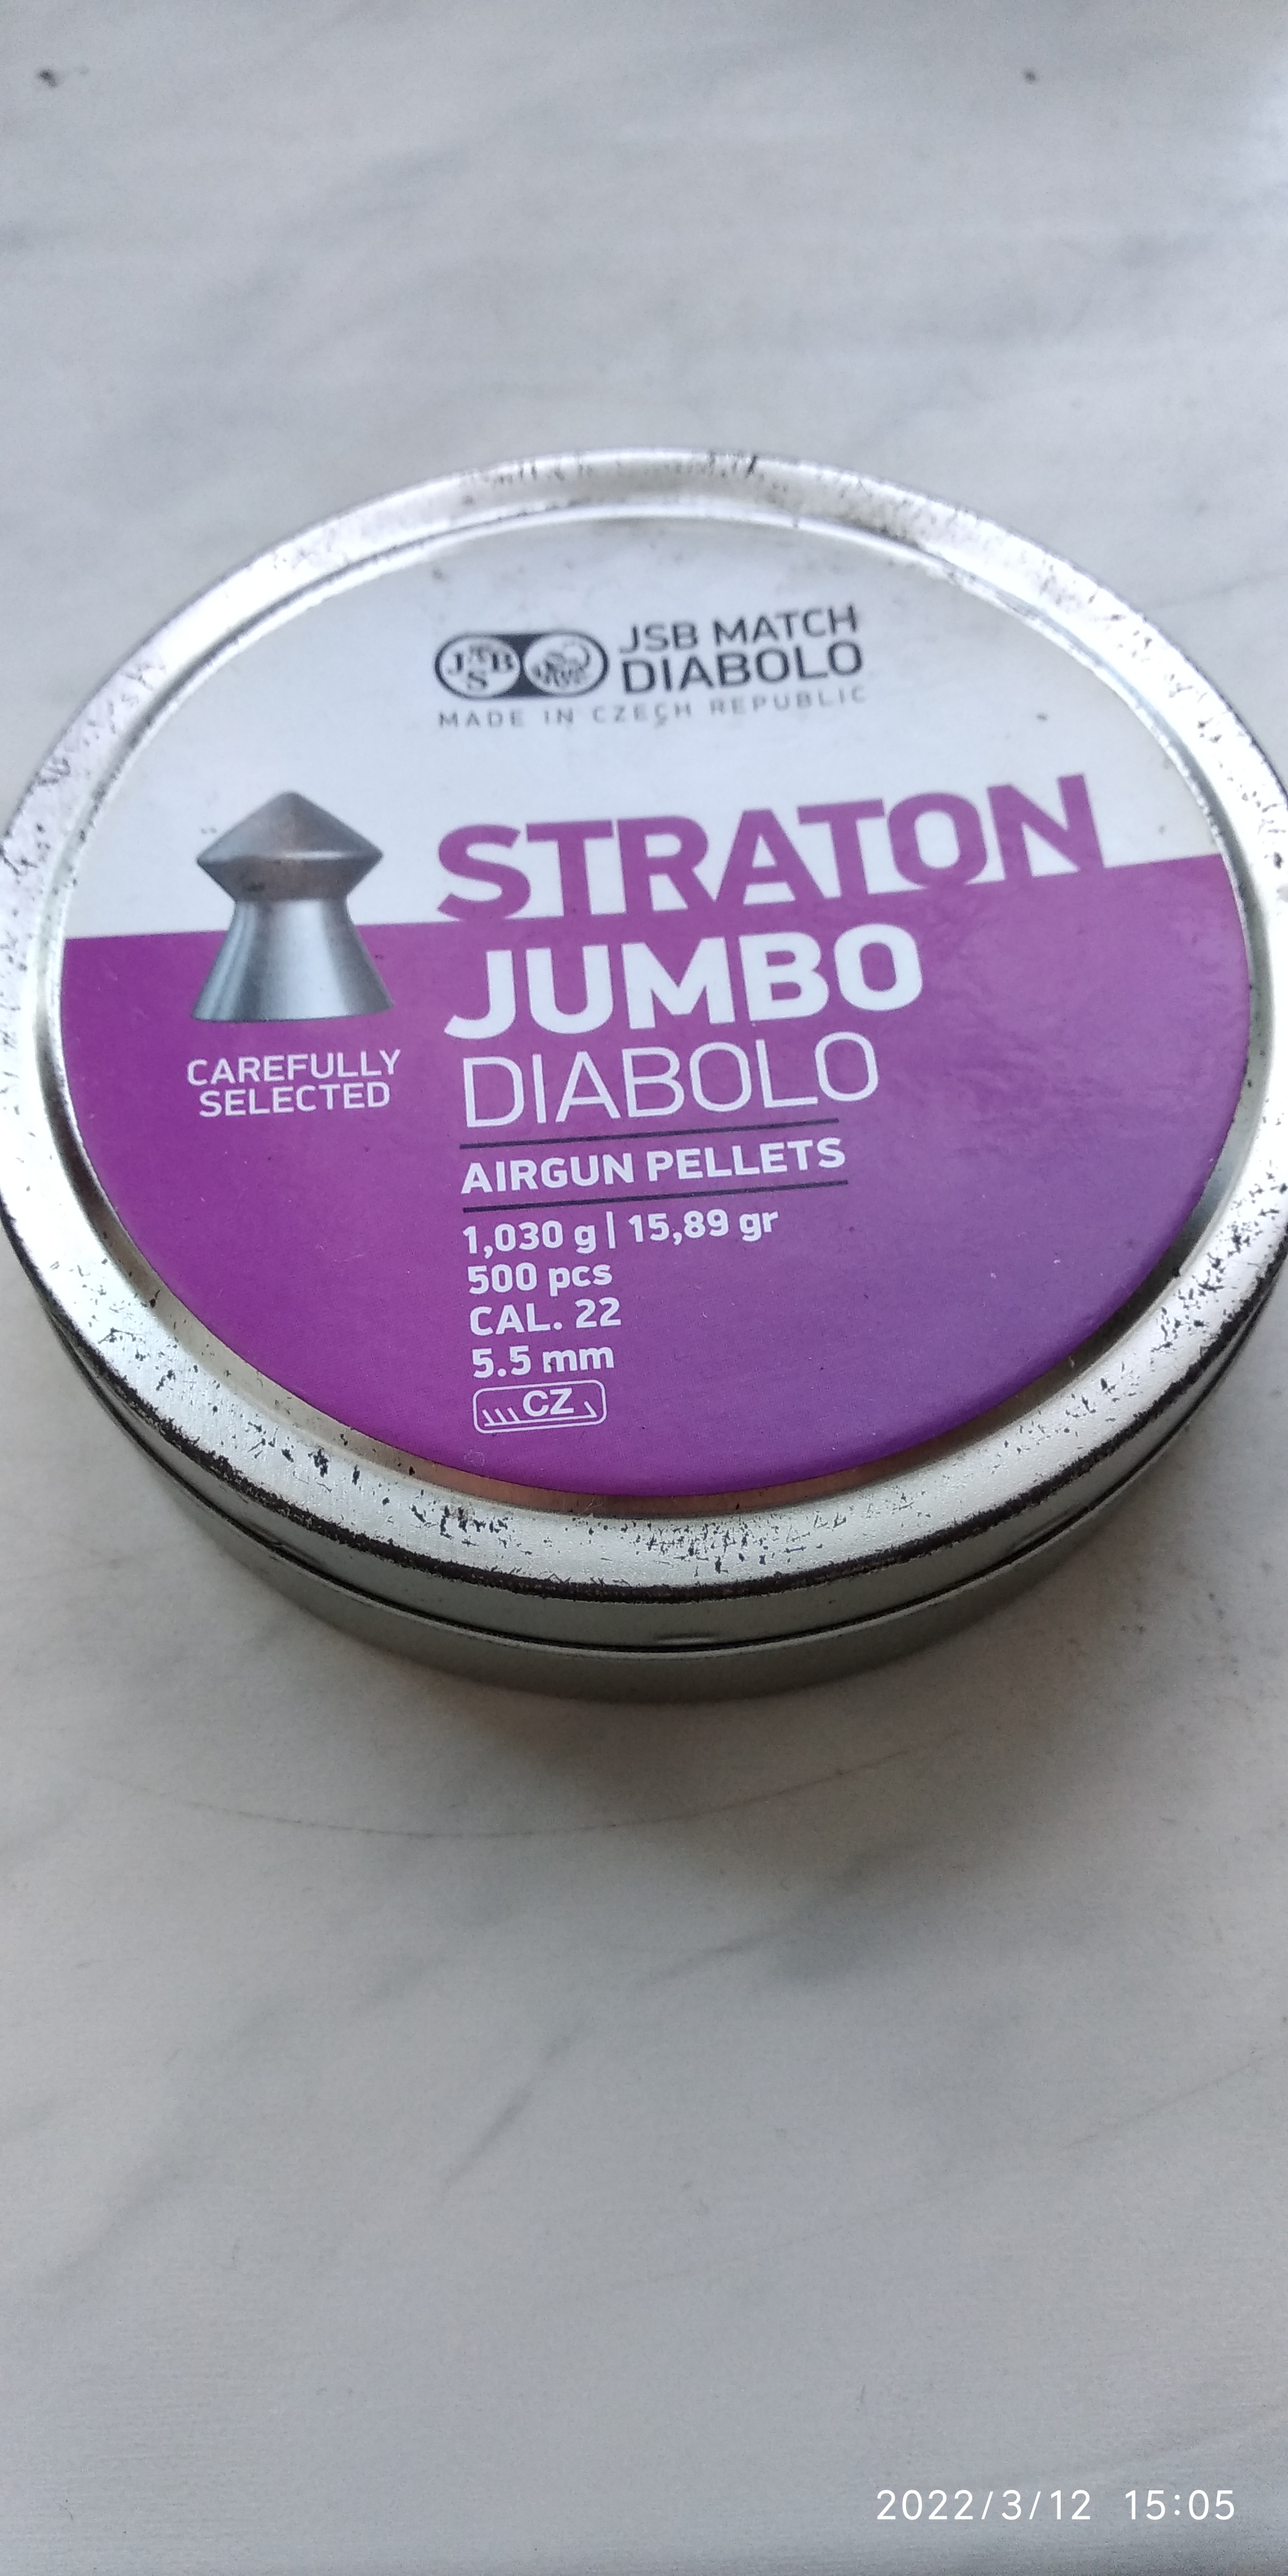 JSB
JSB MATCH
DIABOLO
MADE IN CZECH REPUBLIC
STRATON
JUMBO
DIABOLO
CAREFULLY
SELECTED
AIRGUN PELLETS
1,030 g | 15,89 gr
500 pcs
CAL. 22
5.5 mm
CZ
2022/3/12 15:05